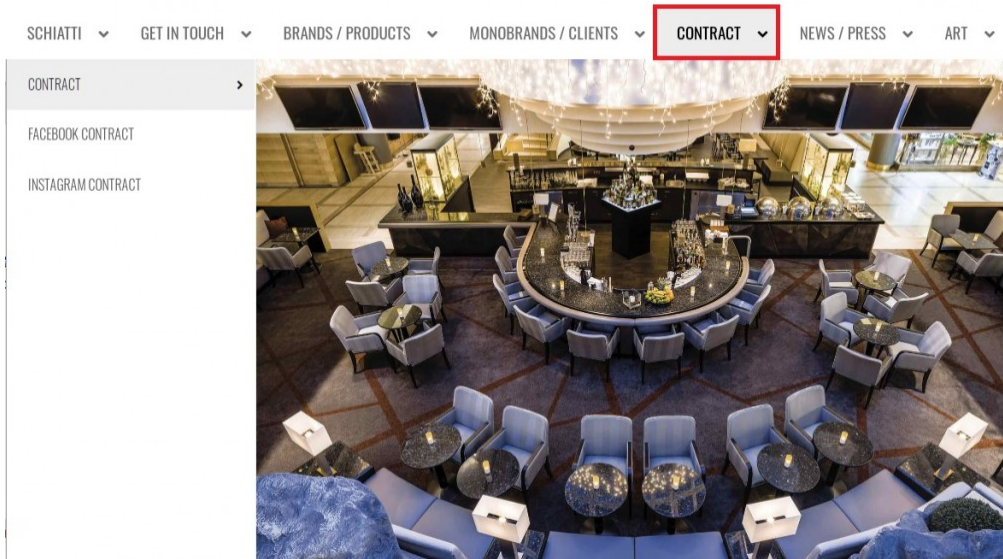 SCHIATTI GET IN TOUCH BRANDS / PRODUCTS MONOBRANDS / CLIENTS CONTRACT NEWS / PRESS ART
CONTRACT
FACEBOOK CONTRACT
INSTAGRAM CONTRACT